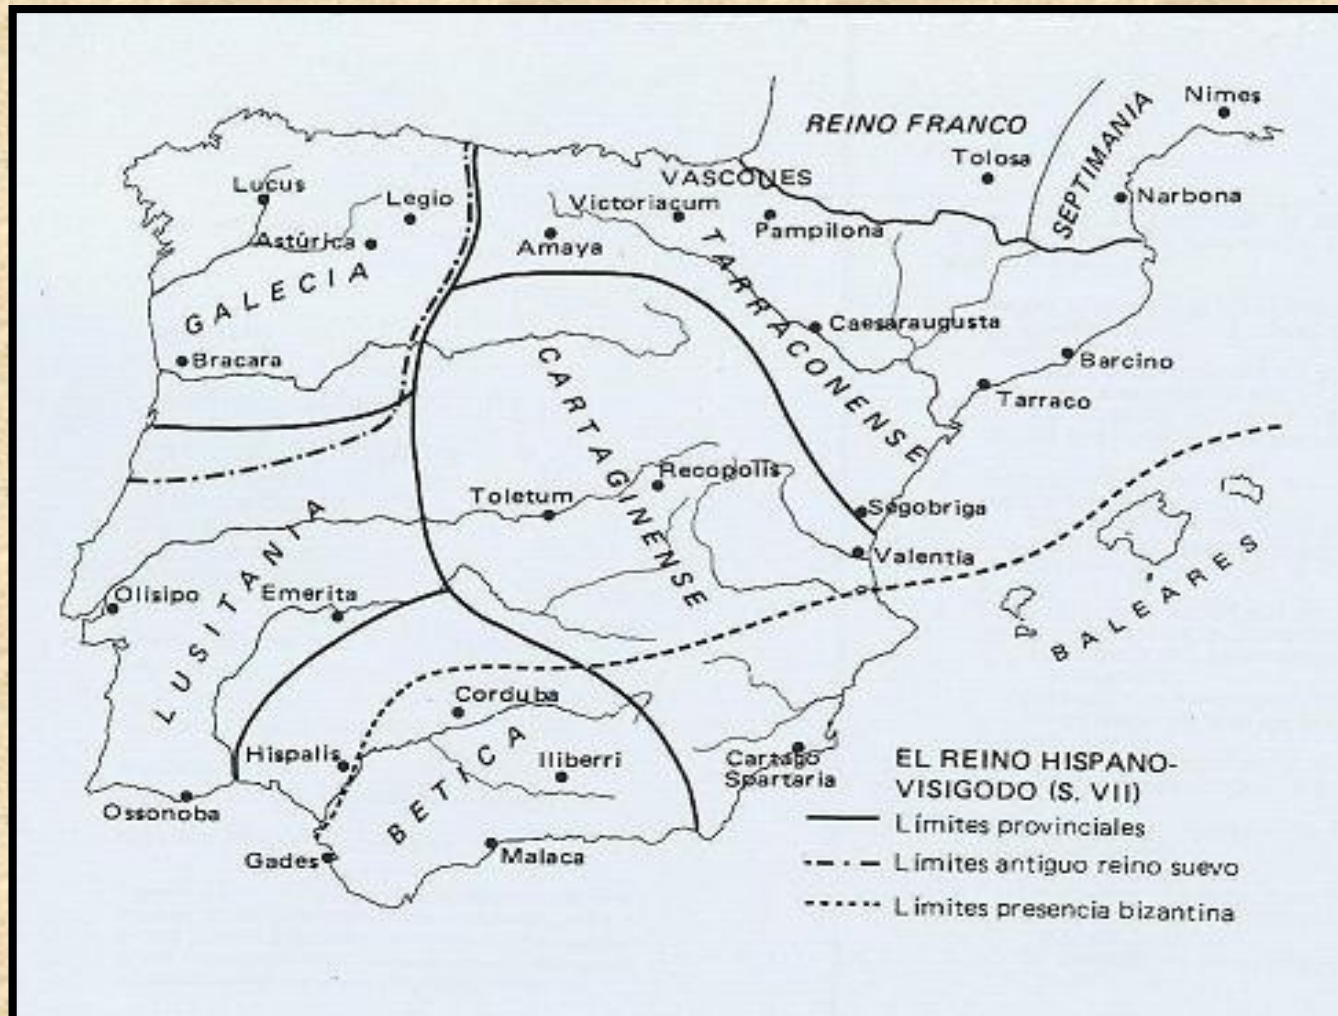 Nimes
REINO FRANCO
Tolosa
SEPTIMANIA
Narbona
VASCONES
Lucus
Legio
Victoriacum
Pampilona
Astúrica
Amaya
TARRACONENSE
GALECIA
Caesaraugusta
Bracara
CARTAGINENSE
Barcino
Tarraco
Recopolis
Toletum
Segobriga
Valentia
LUSITANIA
Olisipo
Emerita
BALEÁRES
Corduba
Hispalis
BETICA
Iliberri
Cartago
Spartaria
Ossonoba
Gades
Malaca
EL REINO HISPANO-
VISIGODO (S. VII)
Límites provinciales
Límites antiguo reino suevo
Límites presencia bizantina